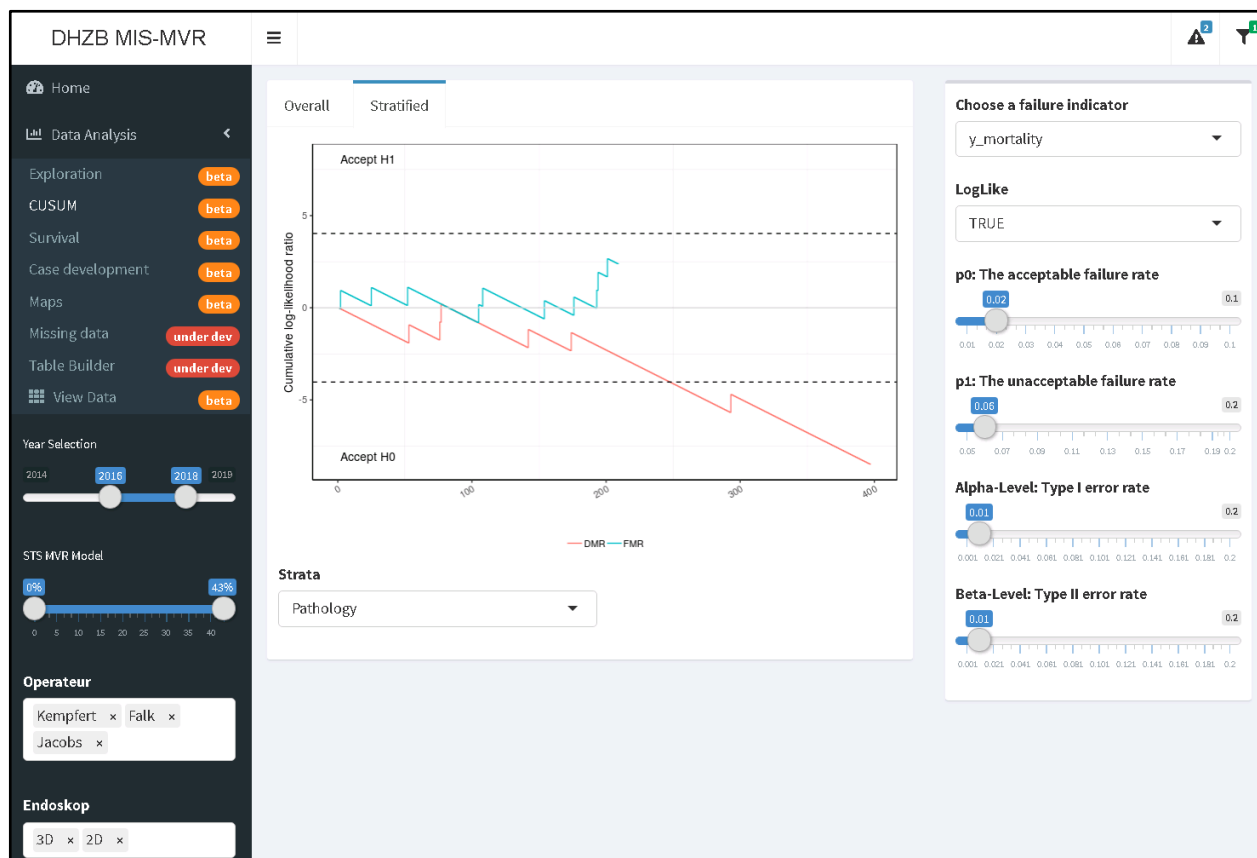 DHZB MIS-MVR
2
1
Home
Data Analysis
Exploration beta
CUSUM beta
Survival beta
Case development beta
Maps beta
Missing data under dev
Table Builder under dev
View Data beta
Year Selection
2014 2016 2018 2019
STS MVR Model
0% 43%
0 5 10 15 20 25 30 35 40
Operateur
Kempfert × Falk ×
Jacobs ×
Endoskop
3D × 2D ×
Overall Stratified
Accept H1
5
0
-5
Cumulative log-likelihood ratio
Accept H0
0 100 200 300 400
DMR FMR
Strata
Pathology
Choose a failure indicator
y_mortality
LogLike
TRUE
p0: The acceptable failure rate
0.02 0.1
0.01 0.02 0.03 0.04 0.05 0.06 0.07 0.08 0.09 0.1
p1: The unacceptable failure rate
0.06 0.2
0.05 0.07 0.09 0.11 0.13 0.15 0.17 0.19 0.2
Alpha-Level: Type I error rate
0.01 0.2
0.001 0.021 0.041 0.061 0.081 0.101 0.121 0.141 0.161 0.181 0.2
Beta-Level: Type II error rate
0.01 0.2
0.001 0.021 0.041 0.061 0.081 0.101 0.121 0.141 0.161 0.181 0.2